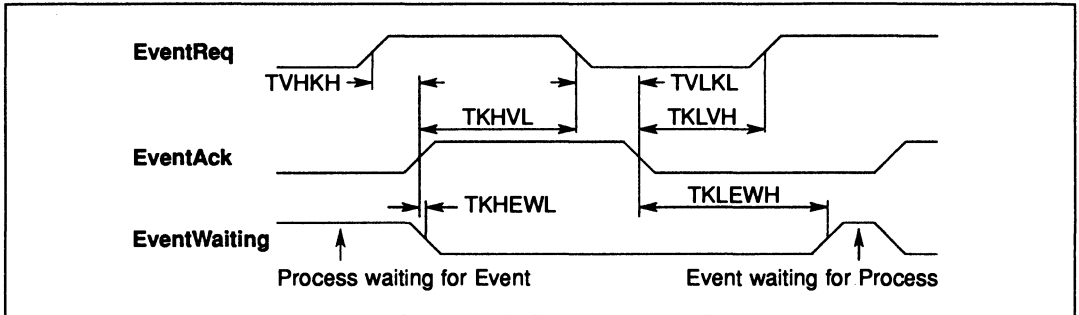 EventReq
TVHKH
TVLKL
TKHVL
TKLVH
EventAck
TKHEWL
TKLEWH
EventWaiting
Process waiting for Event
Event waiting for Process